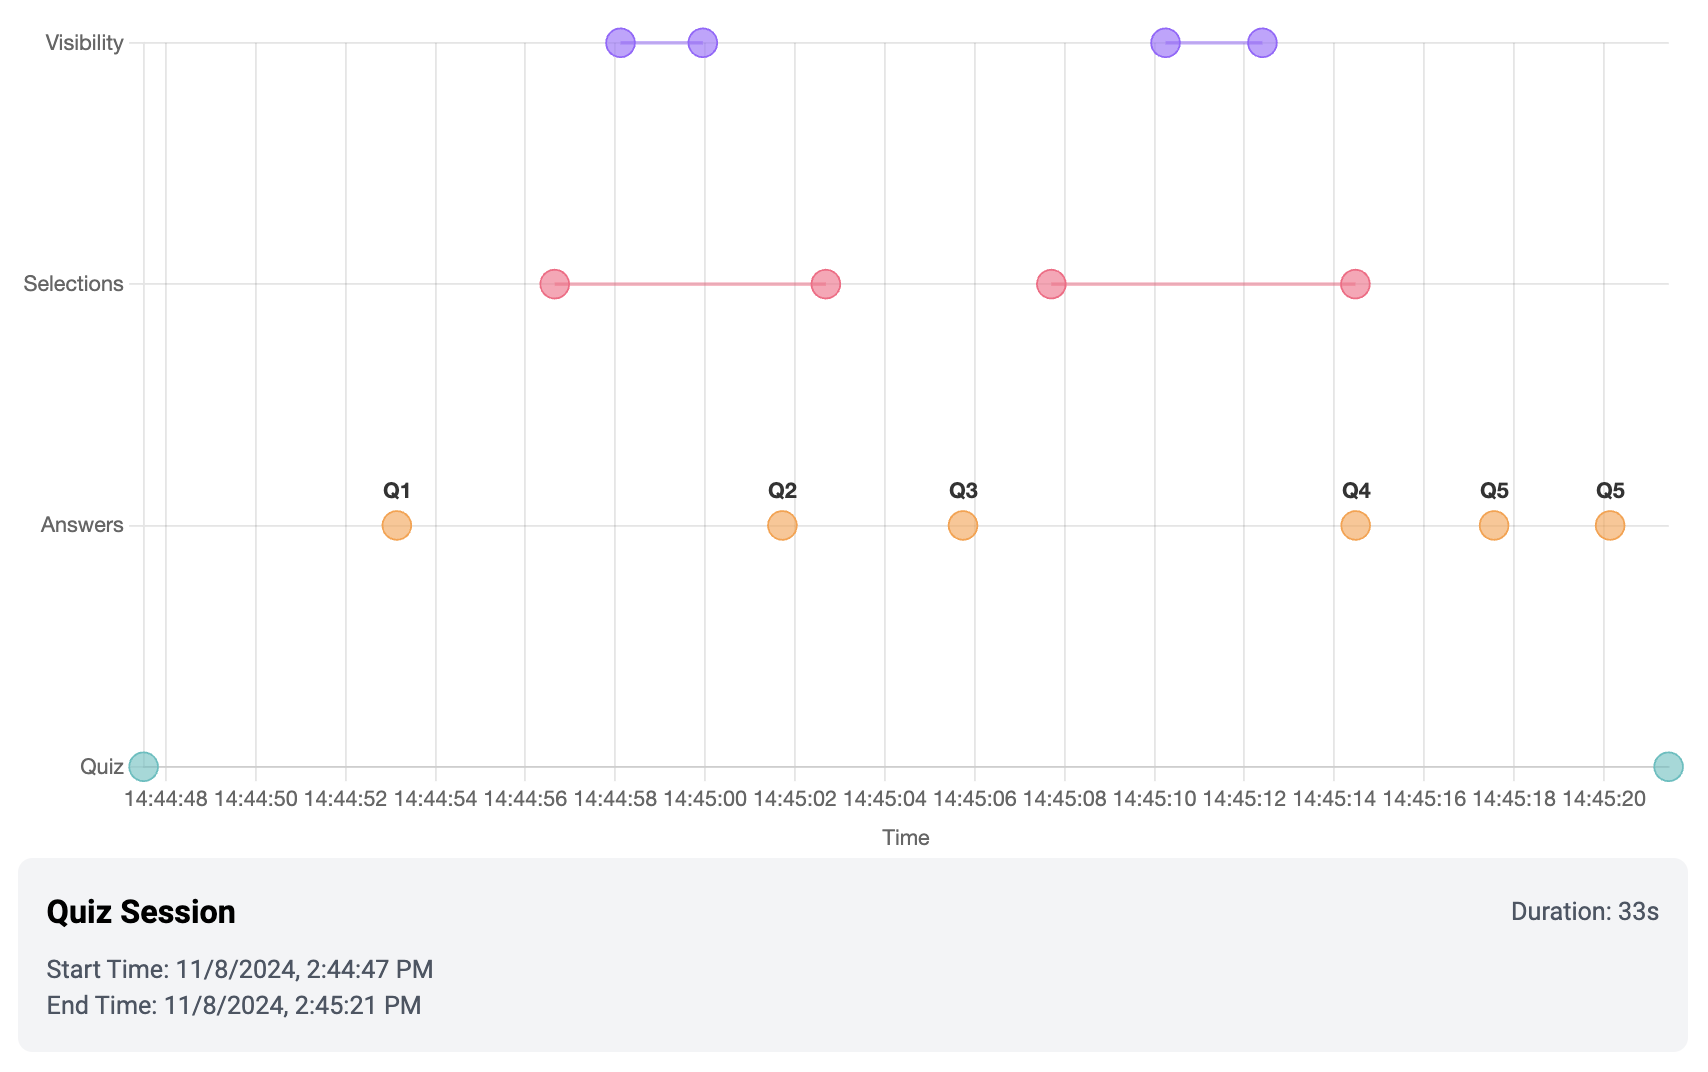 Visibility
Selections
Q1 Q2 Q3 Q4 Q5 Q5
Answers
Quiz
14:44:48 14:44:50 14:44:52 14:44:54 14:44:56 14:44:58 14:45:00 14:45:02 14:45:04 14:45:06 14:45:08 14:45:10 14:45:12 14:45:14 14:45:16 14:45:18 14:45:20
Time
Quiz Session
Duration: 33s
Start Time: 11/8/2024, 2:44:47 PM
End Time: 11/8/2024, 2:45:21 PM